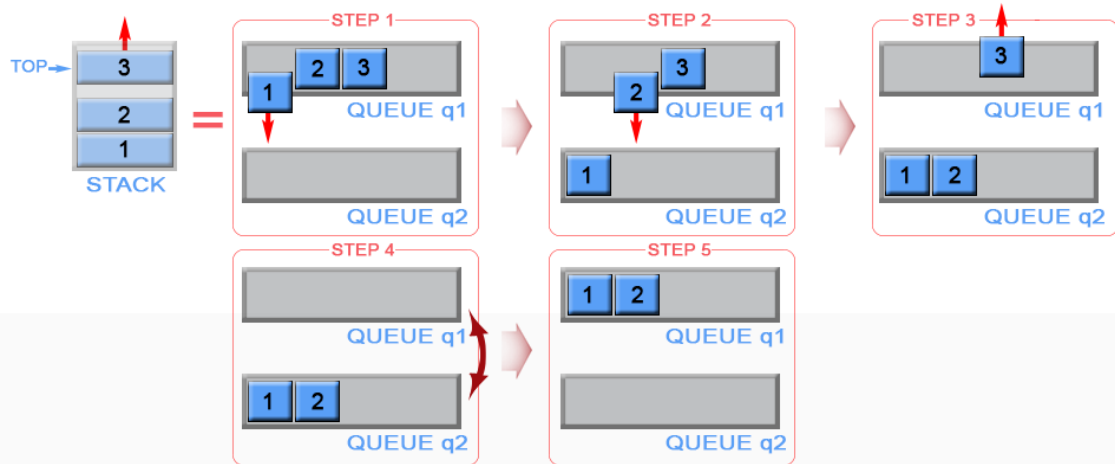 STEP 1
STEP 2
STEP 3
TOP
3
2
1
STACK
=
1
2
3
QUEUE q1
QUEUE q2
2
3
QUEUE q1
1
QUEUE q2
3
QUEUE q1
1 2
QUEUE q2
STEP 4
STEP 5
QUEUE q1
1 2
QUEUE q2
1 2
QUEUE q1
QUEUE q2